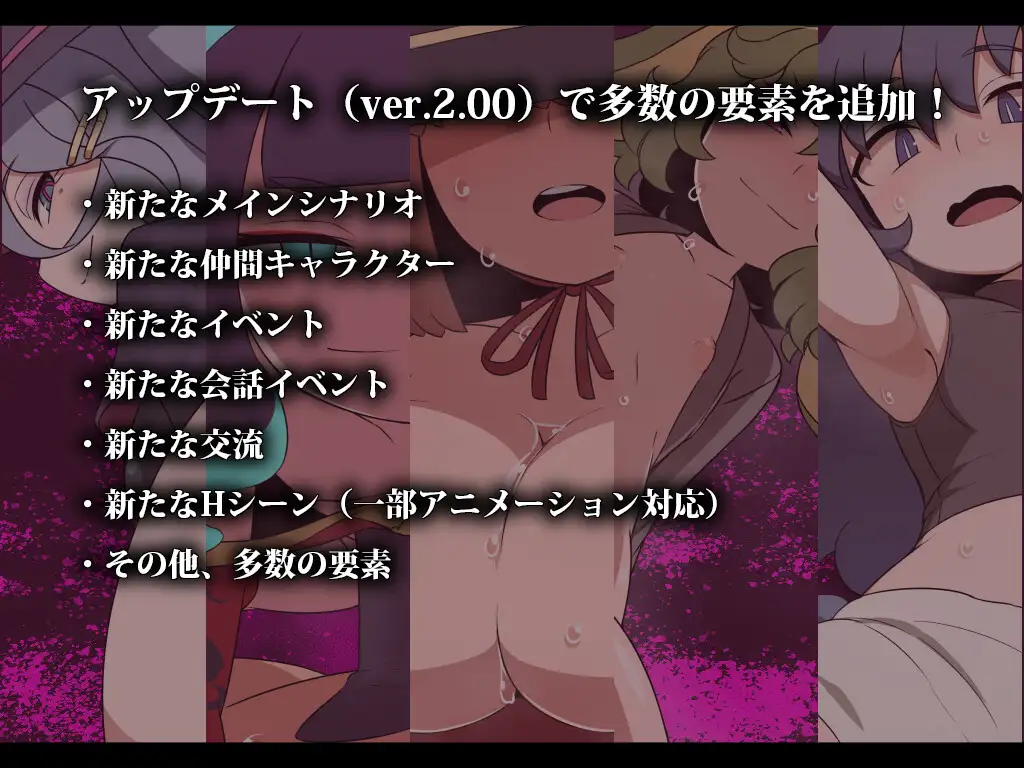 アップデート（ver.2.00）で多数の要素を追加！
・新たなメインシナリオ
・新たな仲間キャラクター
・新たなイベント
・新たな会話イベント
・新たな交流
・新たなHシーン（一部アニメーション対応）
・その他、多数の要素